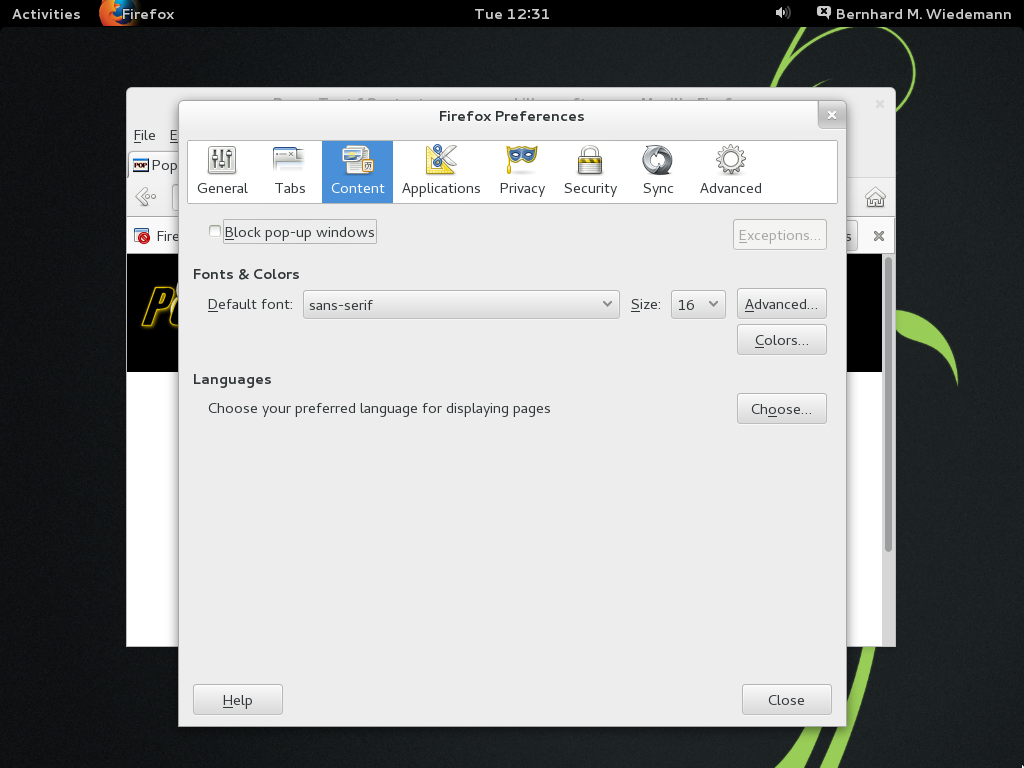 Activities Firefox Tue 12:31 Bernhard M. Wiedemann
Firefox Preferences
File
General Tabs Content Applications Privacy Security Sync Advanced
POP Pop
Block pop-up windows Exceptions...
Fire
Fonts & Colors
Default font: sans-serif Size: 16 Advanced...
Colors...
Languages
Choose your preferred language for displaying pages Choose...
Help Close